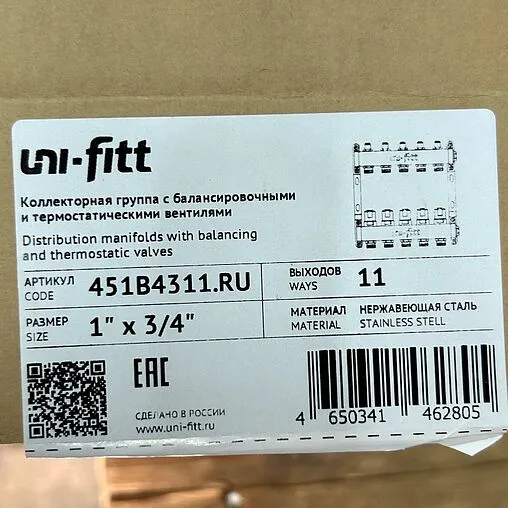 uni-fitt
Коллекторная группа с балансировочными
и термостатическими вентилями
Distribution manifolds with balancing
and thermostatic valves
АРТИКУЛ
CODE
451B4311.RU
ВЫХОДОВ
WAYS
11
РАЗМЕР
SIZE
1" x 3/4"
МАТЕРИАЛ
MATERIAL
НЕРЖАВЕЮЩАЯ СТАЛЬ
STAINLESS STELL
EAC
СДЕЛАНО В РОССИИ
www.uni-fitt.ru
4 650341 462805